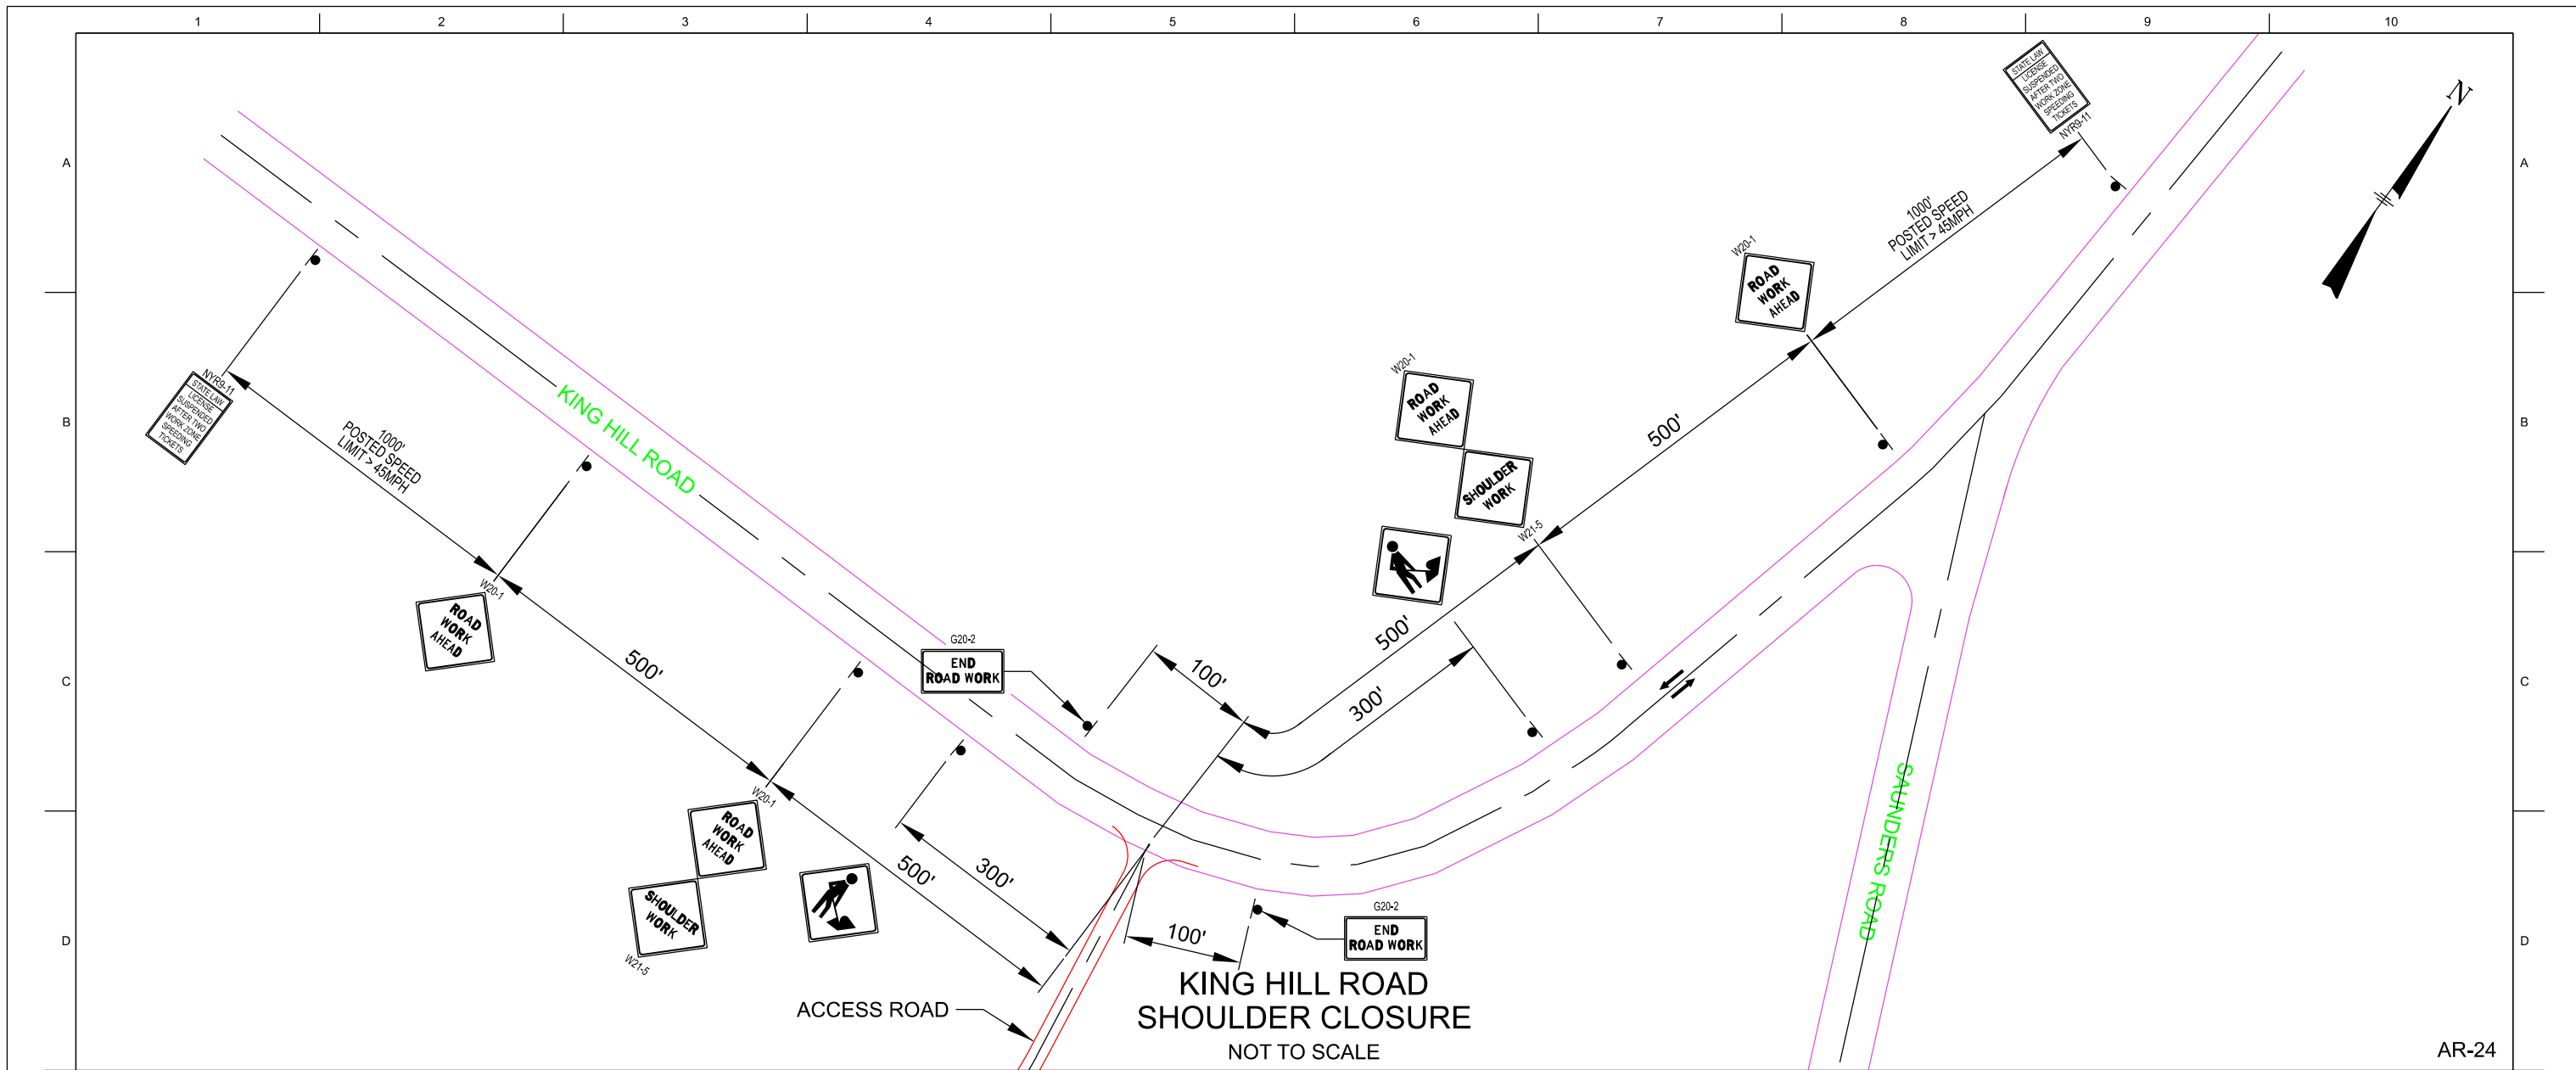 1 2 3 4 5 6 7 8 9 10
A
A
B
B
C
C
D
D
N
STATE LAW
LICENSE
SUSPENDED
AFTER TWO
WORK ZONE
SPEEDING
TICKETS
NYR9-11
1000'
POSTED SPEED
LIMIT > 45MPH
W20-1
ROAD
WORK
AHEAD
500'
W20-1
ROAD
WORK
AHEAD
SHOULDER
WORK
W21-5
500'
300'
100'
KING HILL ROAD
NYR9-11
STATE LAW
LICENSE
SUSPENDED
AFTER TWO
WORK ZONE
SPEEDING
TICKETS
1000'
POSTED SPEED
LIMIT > 45MPH
W20-1
ROAD
WORK
AHEAD
500'
G20-2
END
ROAD WORK
W20-1
ROAD
WORK
AHEAD
SHOULDER
WORK
W21-5
300'
500'
100'
G20-2
END
ROAD WORK
SAUNDERS ROAD
ACCESS ROAD
KING HILL ROAD
SHOULDER CLOSURE
NOT TO SCALE
AR-24